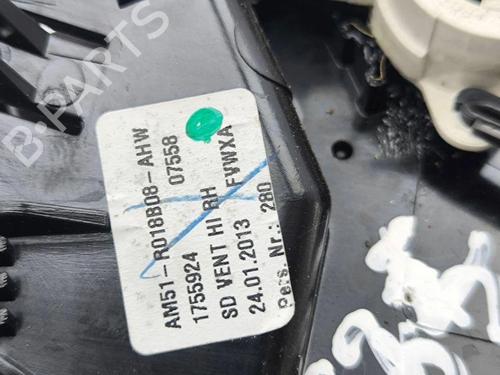 B-PARTS
AM51-R018B08-AHW
07558
1755924
SD VENT HI RH
FVWXA
24.01.2013
Pers. Nr.: 280